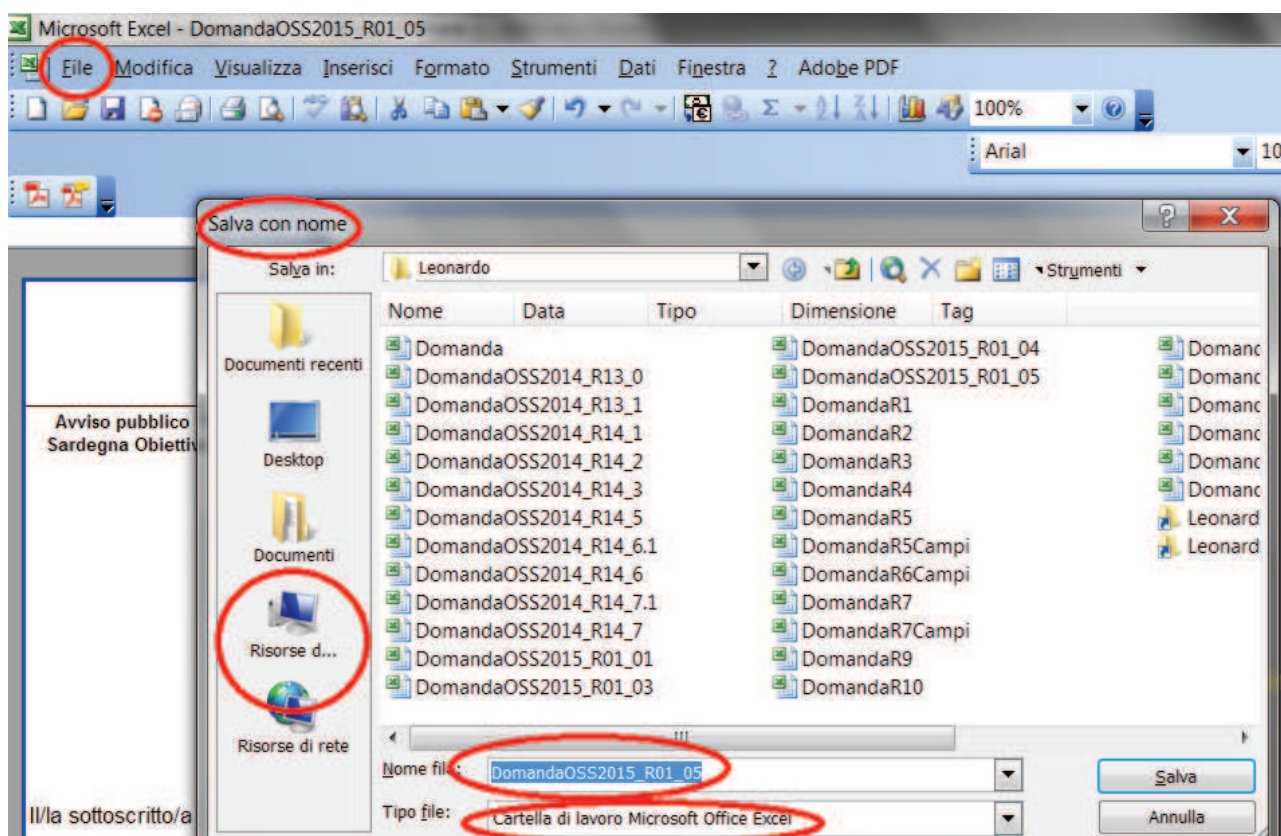 Microsoft Excel - DomandaOSS2015_R01_05
File Modifica Visualizza Inserisci Formato Strumenti Dati Finestra ? Adobe PDF
100%
Arial 10
Salva con nome
Salva in: Leonardo Strumenti
Nome Data Tipo Dimensione Tag
Documenti recenti
Desktop
Documenti
Risorse d...
Risorse di rete
Domanda
DomandaOSS2014_R13_0
DomandaOSS2014_R13_1
DomandaOSS2014_R14_1
DomandaOSS2014_R14_2
DomandaOSS2014_R14_3
DomandaOSS2014_R14_5
DomandaOSS2014_R14_6.1
DomandaOSS2014_R14_6
DomandaOSS2014_R14_7.1
DomandaOSS2014_R14_7
DomandaOSS2015_R01_01
DomandaOSS2015_R01_03
DomandaOSS2015_R01_04
DomandaOSS2015_R01_05
DomandaR1
DomandaR2
DomandaR3
DomandaR4
DomandaR5
DomandaR5Campi
DomandaR6Campi
DomandaR7
DomandaR7Campi
DomandaR9
DomandaR10
Domanc
Domanc
Domanc
Domanc
Domanc
Domanc
Leonard
Leonard
Nome file: DomandaOSS2015_R01_05
Salva
Tipo file: Cartella di lavoro Microsoft Office Excel
Annulla
Avviso pubblico
Sardegna Obiettiv
Il/la sottoscritto/a